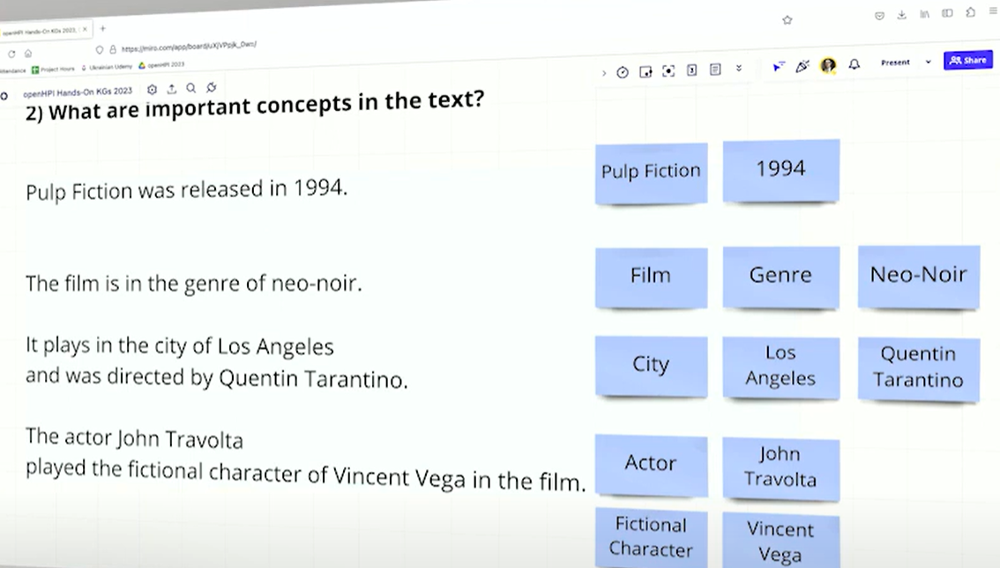 openHPI Hands-On KGs 2023,
https://miro.com/app/board/uXjVPpjk_0w=/
Project Hours
Ukrainian Udemy
openHPI 2023
openHPI Hands-On KGs 2023
Present
Share
2) What are important concepts in the text?
Pulp Fiction was released in 1994.
Pulp Fiction
1994
The film is in the genre of neo-noir.
Film
Genre
Neo-Noir
It plays in the city of Los Angeles
and was directed by Quentin Tarantino.
City
Los
Angeles
Quentin
Tarantino
The actor John Travolta
played the fictional character of Vincent Vega in the film.
Actor
John
Travolta
Fictional
Character
Vincent
Vega